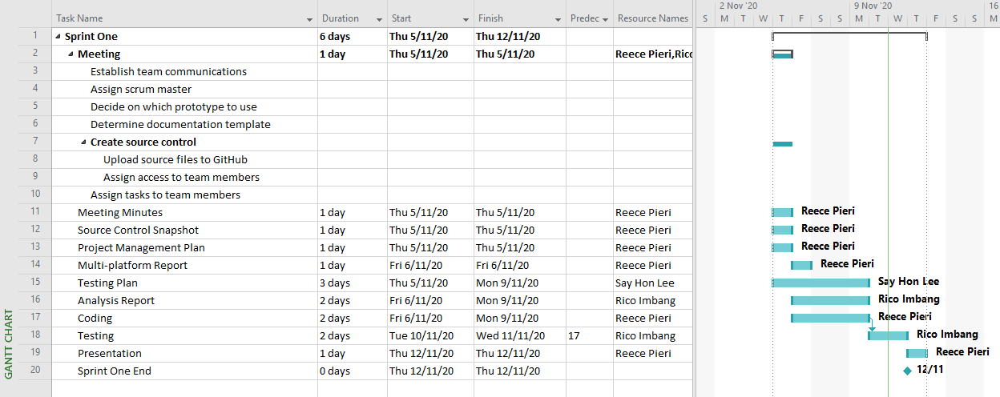 Task Name Duration Start Finish Predec Resource Names 2 Nov '20 9 Nov '20 16
S M T W T F S S M T W T F S S M
1 Sprint One 6 days Thu 5/11/20 Thu 12/11/20
2 Meeting 1 day Thu 5/11/20 Thu 5/11/20 Reece Pieri,Rico
3 Establish team communications
4 Assign scrum master
5 Decide on which prototype to use
6 Determine documentation template
7 Create source control
8 Upload source files to GitHub
9 Assign access to team members
10 Assign tasks to team members
11 Meeting Minutes 1 day Thu 5/11/20 Thu 5/11/20 Reece Pieri Reece Pieri
12 Source Control Snapshot 1 day Thu 5/11/20 Thu 5/11/20 Reece Pieri Reece Pieri
13 Project Management Plan 1 day Thu 5/11/20 Thu 5/11/20 Reece Pieri Reece Pieri
14 Multi-platform Report 1 day Fri 6/11/20 Fri 6/11/20 Reece Pieri Reece Pieri
15 Testing Plan 3 days Thu 5/11/20 Mon 9/11/20 Say Hon Lee Say Hon Lee
16 Analysis Report 2 days Fri 6/11/20 Mon 9/11/20 Rico Imbang Rico Imbang
17 Coding 2 days Fri 6/11/20 Mon 9/11/20 Reece Pieri Reece Pieri
18 Testing 2 days Tue 10/11/20 Wed 11/11/20 17 Rico Imbang Rico Imbang
19 Presentation 1 day Thu 12/11/20 Thu 12/11/20 Reece Pieri Reece Pieri
20 Sprint One End 0 days Thu 12/11/20 Thu 12/11/20 12/11
GANTT CHART